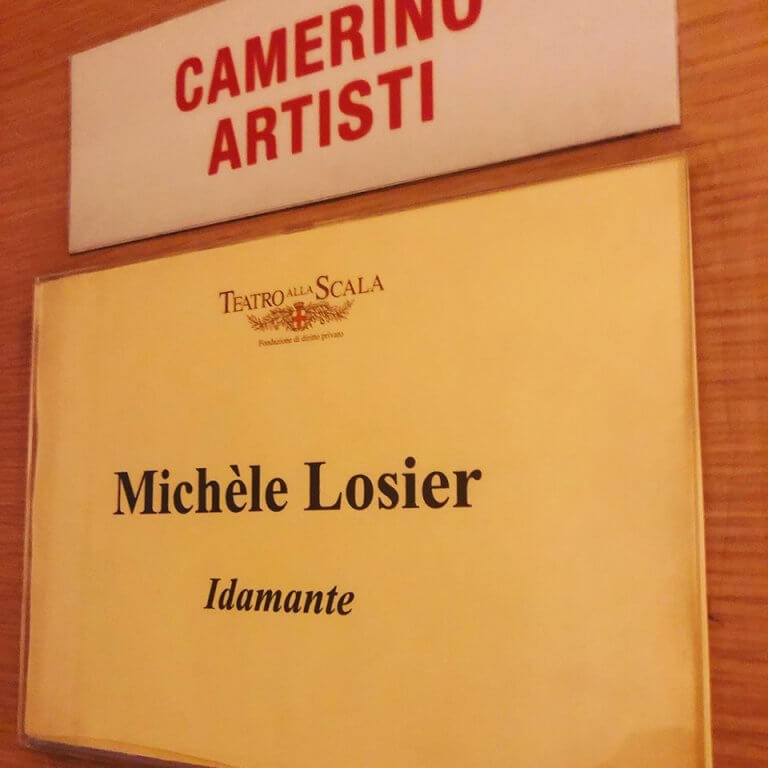 CAMERINO
ARTISTI
TEATRO ALLA SCALA
Fondazione di diritto privato
Michèle Losier
Idamante